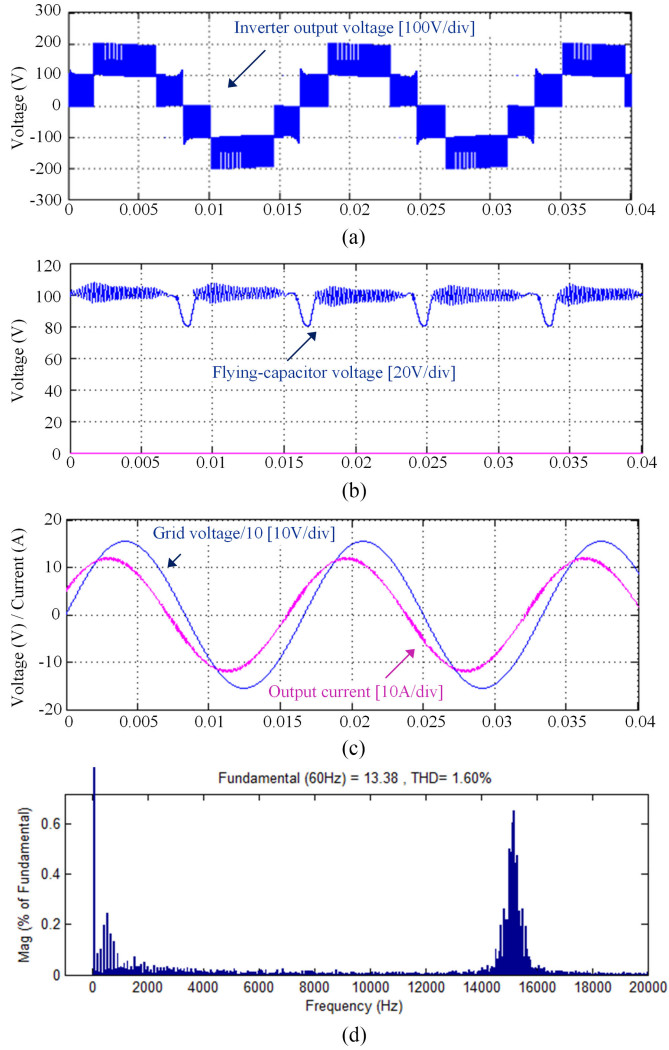 300
200
100
0
-100
-200
-300
Voltage (V)
Inverter output voltage [100V/div]
0 0.005 0.01 0.015 0.02 0.025 0.03 0.035 0.04
(a)
120
100
80
60
40
20
0
Voltage (V)
Flying-capacitor voltage [20V/div]
0 0.005 0.01 0.015 0.02 0.025 0.03 0.035 0.04
(b)
20
10
0
-10
-20
Voltage (V) / Current (A)
Grid voltage/10 [10V/div]
Output current [10A/div]
0 0.005 0.01 0.015 0.02 0.025 0.03 0.035 0.04
(c)
Fundamental (60Hz) = 13.38 , THD= 1.60%
0.6
0.4
0.2
0
Mag (% of Fundamental)
0 2000 4000 6000 8000 10000 12000 14000 16000 18000 20000
Frequency (Hz)
(d)